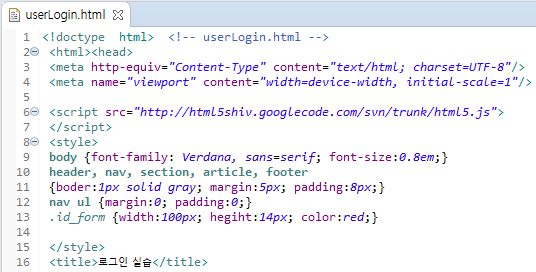 userLogin.html
1 <!doctype html> <!-- userLogin.html -->
2 <html><head>
3 <meta http-equiv="Content-Type" content="text/html; charset=UTF-8"/>
4 <meta name="viewport" content="width=device-width, initial-scale=1"/>
5
6 <script src="http://html5shiv.googlecode.com/svn/trunk/html5.js">
7 </script>
8 <style>
9 body {font-family: Verdana, sans=serif; font-size:0.8em;}
10 header, nav, section, article, footer
11 {boder:1px solid gray; margin:5px; padding:8px;}
12 nav ul {margin:0; padding:0;}
13 .id_form {width:100px; hegiht:14px; color:red;}
14
15 </style>
16 <title>로그인 실습</title>